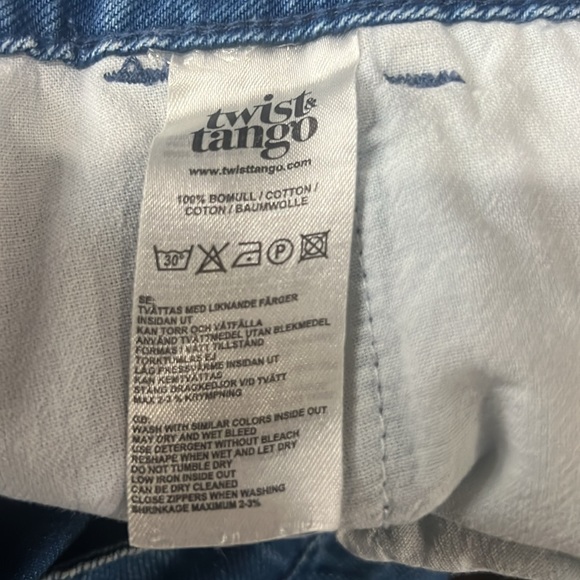 twist &
tango
www.twisttango.com
100% BOMULL / COTTON /
COTON / BAUMWOLLE
30° P
SE:
TVÄTTAS MED LIKNANDE FÄRGER
INSIDAN UT
KAN TORR OCH VÅTFÄLLA
ANVÄND TVÄTTMEDEL UTAN BLEKMEDEL
FORMAS I VÅTT TILLSTÅND
TORKTUMLAS EJ
LÅG PRESSVÄRME INSIDAN UT
KAN KEMTVÄTTAS
STÄNG DRAGKEDJOR VID TVÄTT
MAX 2-3 % KRYMPNING
GB:
WASH WITH SIMILAR COLORS INSIDE OUT
MAY DRY AND WET BLEED
USE DETERGENT WITHOUT BLEACH
RESHAPE WHEN WET AND LET DRY
DO NOT TUMBLE DRY
LOW IRON INSIDE OUT
CAN BE DRY CLEANED
CLOSE ZIPPERS WHEN WASHING
SHRINKAGE MAXIMUM 2-3%